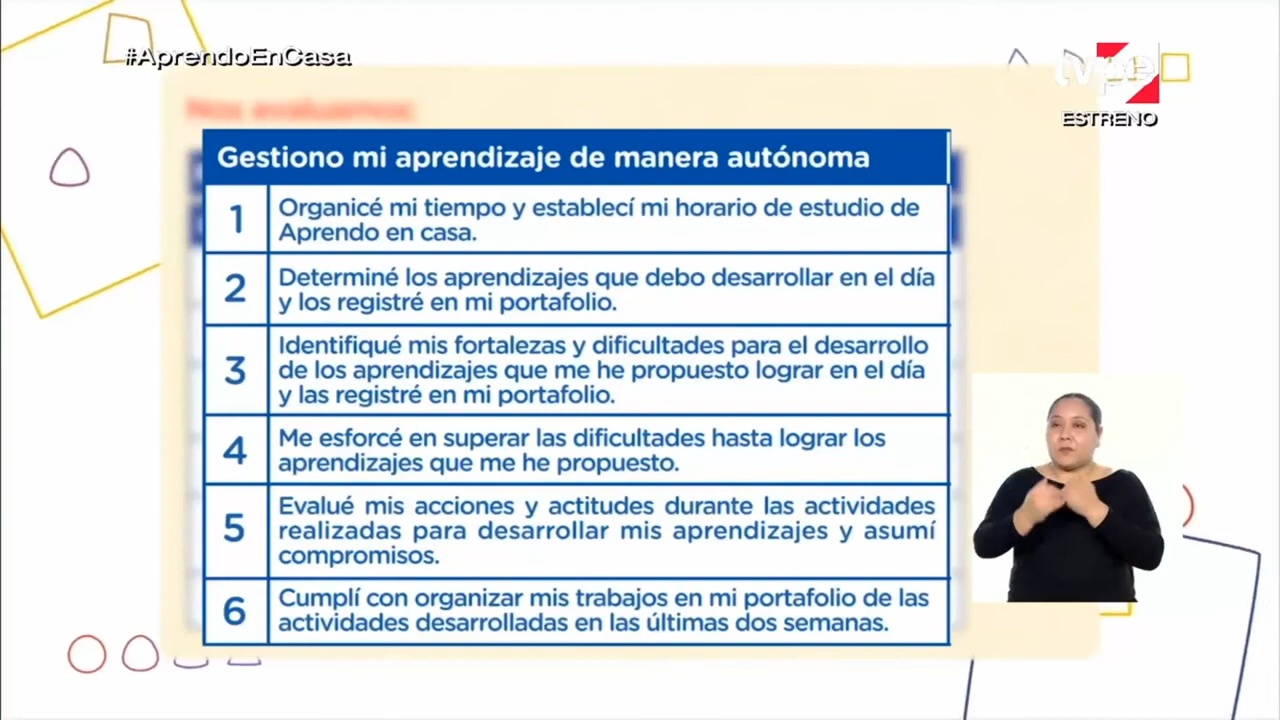 #AprendoEnCasa
tvpe
ESTRENO
Nos evaluamos:
Gestiono mi aprendizaje de manera autónoma
1
Organicé mi tiempo y establecí mi horario de estudio de
Aprendo en casa.
2
Determiné los aprendizajes que debo desarrollar en el día
y los registré en mi portafolio.
3
Identifiqué mis fortalezas y dificultades para el desarrollo
de los aprendizajes que me he propuesto lograr en el día
y las registré en mi portafolio.
4
Me esforcé en superar las dificultades hasta lograr los
aprendizajes que me he propuesto.
5
Evalué mis acciones y actitudes durante las actividades
realizadas para desarrollar mis aprendizajes y asumí
compromisos.
6
Cumplí con organizar mis trabajos en mi portafolio de las
actividades desarrolladas en las últimas dos semanas.